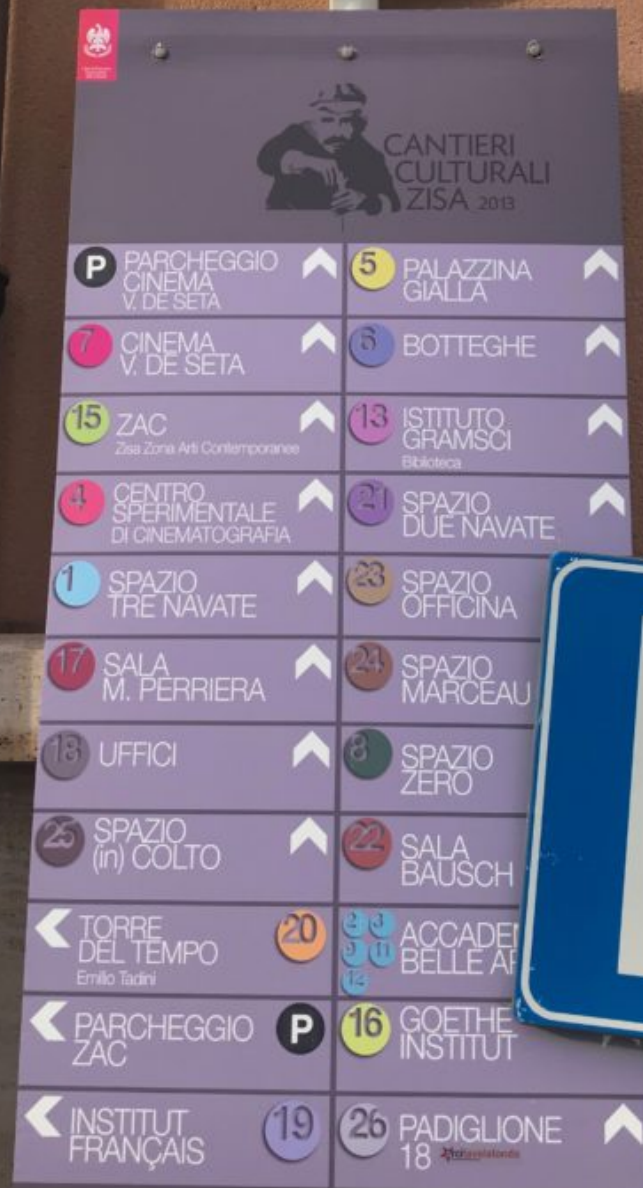 CANTIERI
CULTURALI
ZISA 2013
P PARCHEGGIO
CINEMA
V. DE SETA
7 CINEMA
V. DE SETA
15 ZAC
Zisa Zona Arti Contemporanee
4 CENTRO
SPERIMENTALE
DI CINEMATOGRAFIA
1 SPAZIO
TRE NAVATE
17 SALA
M. PERRIERA
18 UFFICI
25 SPAZIO
(in) COLTO
TORRE
DEL TEMPO
Emilio Tadini
20
PARCHEGGIO
ZAC
P
INSTITUT
FRANÇAIS
19
5 PALAZZINA
GIALLA
6 BOTTEGHE
13 ISTITUTO
GRAMSCI
Biblioteca
21 SPAZIO
DUE NAVATE
23 SPAZIO
OFFICINA
24 SPAZIO
MARCEAU
8 SPAZIO
ZERO
22 SALA
BAUSCH
2 3
9 11
12
ACCADE
BELLE
16 GOETHE
INSTITUT
26 PADIGLIONE
18